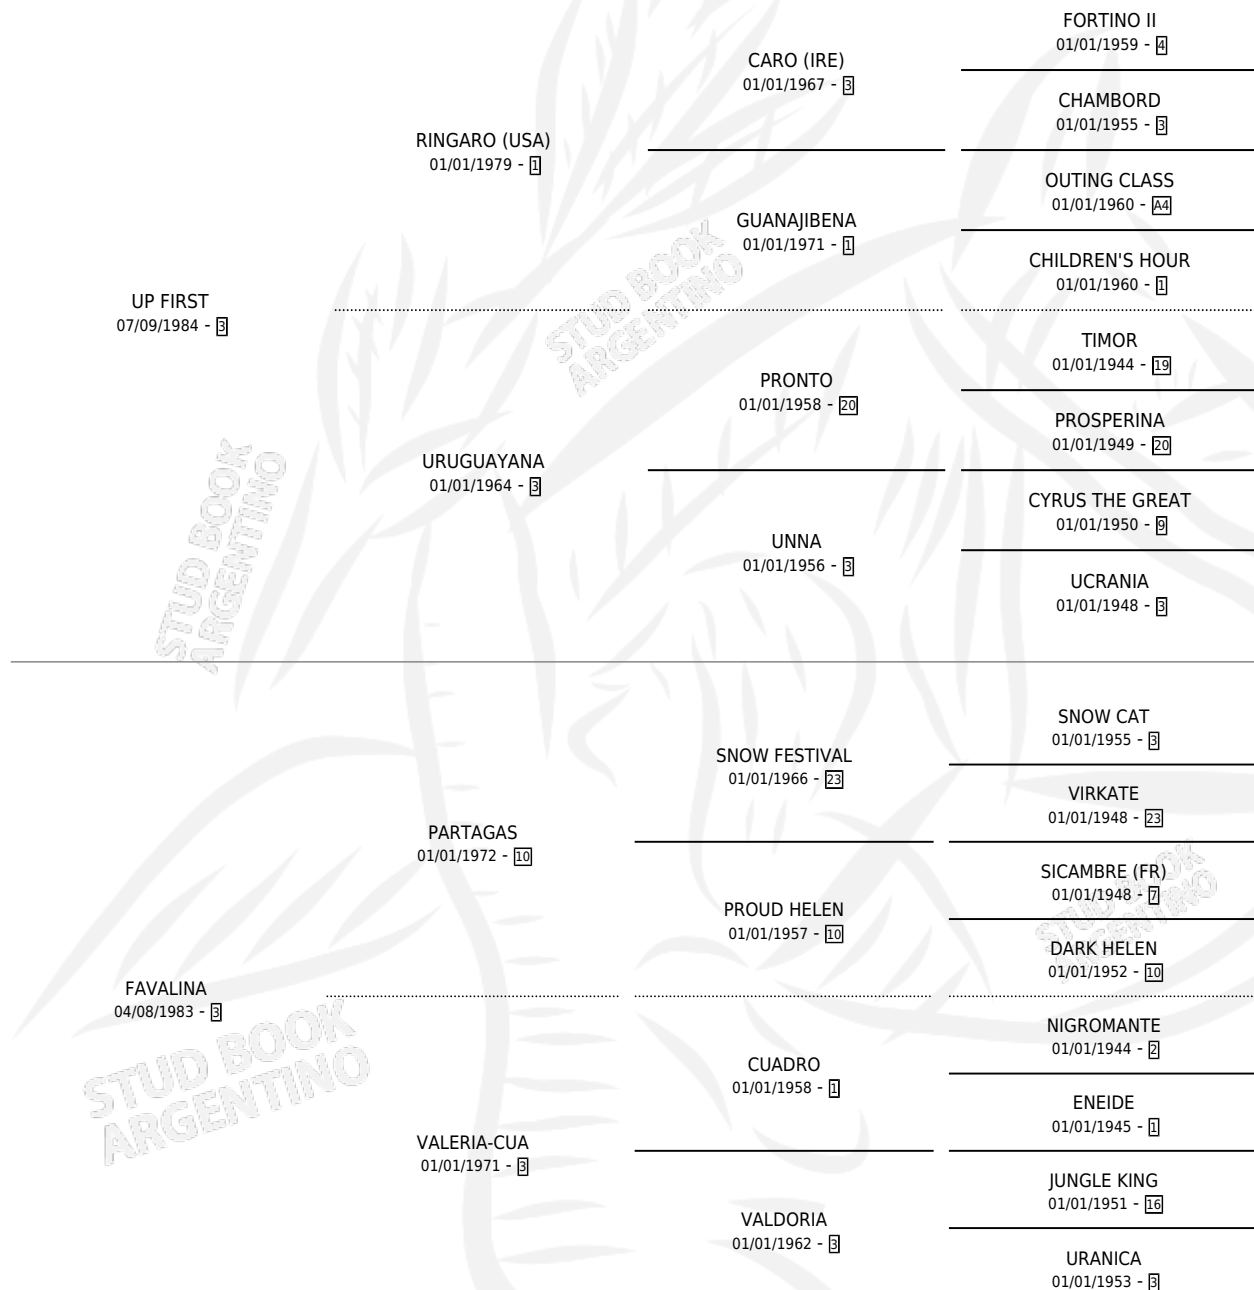 FORTINO II
01/01/1959 - 4
CARO (IRE)
01/01/1967 - 3
CHAMBORD
01/01/1955 - 3
RINGARO (USA)
01/01/1979 - 1
OUTING CLASS
01/01/1960 - A4
GUANAJIBENA
01/01/1971 - 1
CHILDREN'S HOUR
01/01/1960 - 1
UP FIRST
07/09/1984 - 3
TIMOR
01/01/1944 - 19
PRONTO
01/01/1958 - 20
PROSPERINA
01/01/1949 - 20
URUGUAYANA
01/01/1964 - 3
CYRUS THE GREAT
01/01/1950 - 9
UNNA
01/01/1956 - 3
UCRANIA
01/01/1948 - 3
SNOW CAT
01/01/1955 - 3
SNOW FESTIVAL
01/01/1966 - 23
VIRKATE
01/01/1948 - 23
PARTAGAS
01/01/1972 - 10
SICAMBRE (FR)
01/01/1948 - 7
PROUD HELEN
01/01/1957 - 10
DARK HELEN
01/01/1952 - 10
FAVALINA
04/08/1983 - 3
NIGROMANTE
01/01/1944 - 2
CUADRO
01/01/1958 - 1
ENEIDE
01/01/1945 - 1
VALERIA-CUA
01/01/1971 - 3
JUNGLE KING
01/01/1951 - 16
VALDORIA
01/01/1962 - 3
URANICA
01/01/1953 - 3
STUD BOOK
ARGENTINO
STUD BOOK
ARGENTINO
STUD BOOK
ARGENTINO
STUD BOOK
ARGENTINO